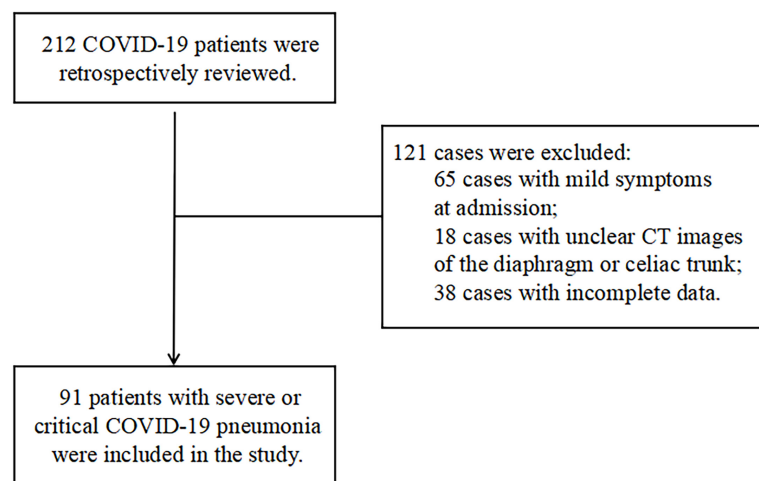 212 COVID-19 patients were
retrospectively reviewed.
121 cases were excluded:
65 cases with mild symptoms
at admission;
18 cases with unclear CT images
of the diaphragm or celiac trunk;
38 cases with incomplete data.
91 patients with severe or
critical COVID-19 pneumonia
were included in the study.